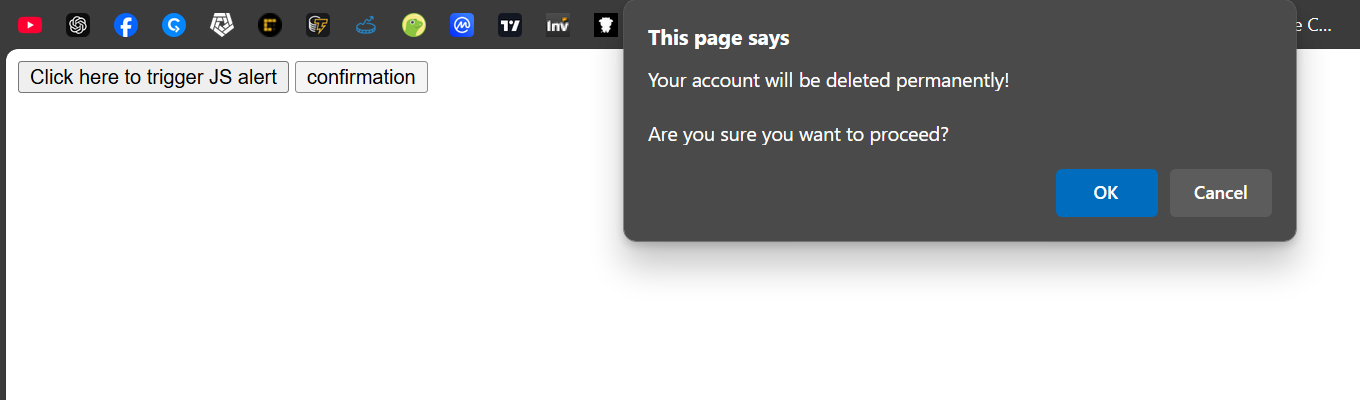 Inv
e C...
This page says
Your account will be deleted permanently!
Are you sure you want to proceed?
OK Cancel
Click here to trigger JS alert confirmation